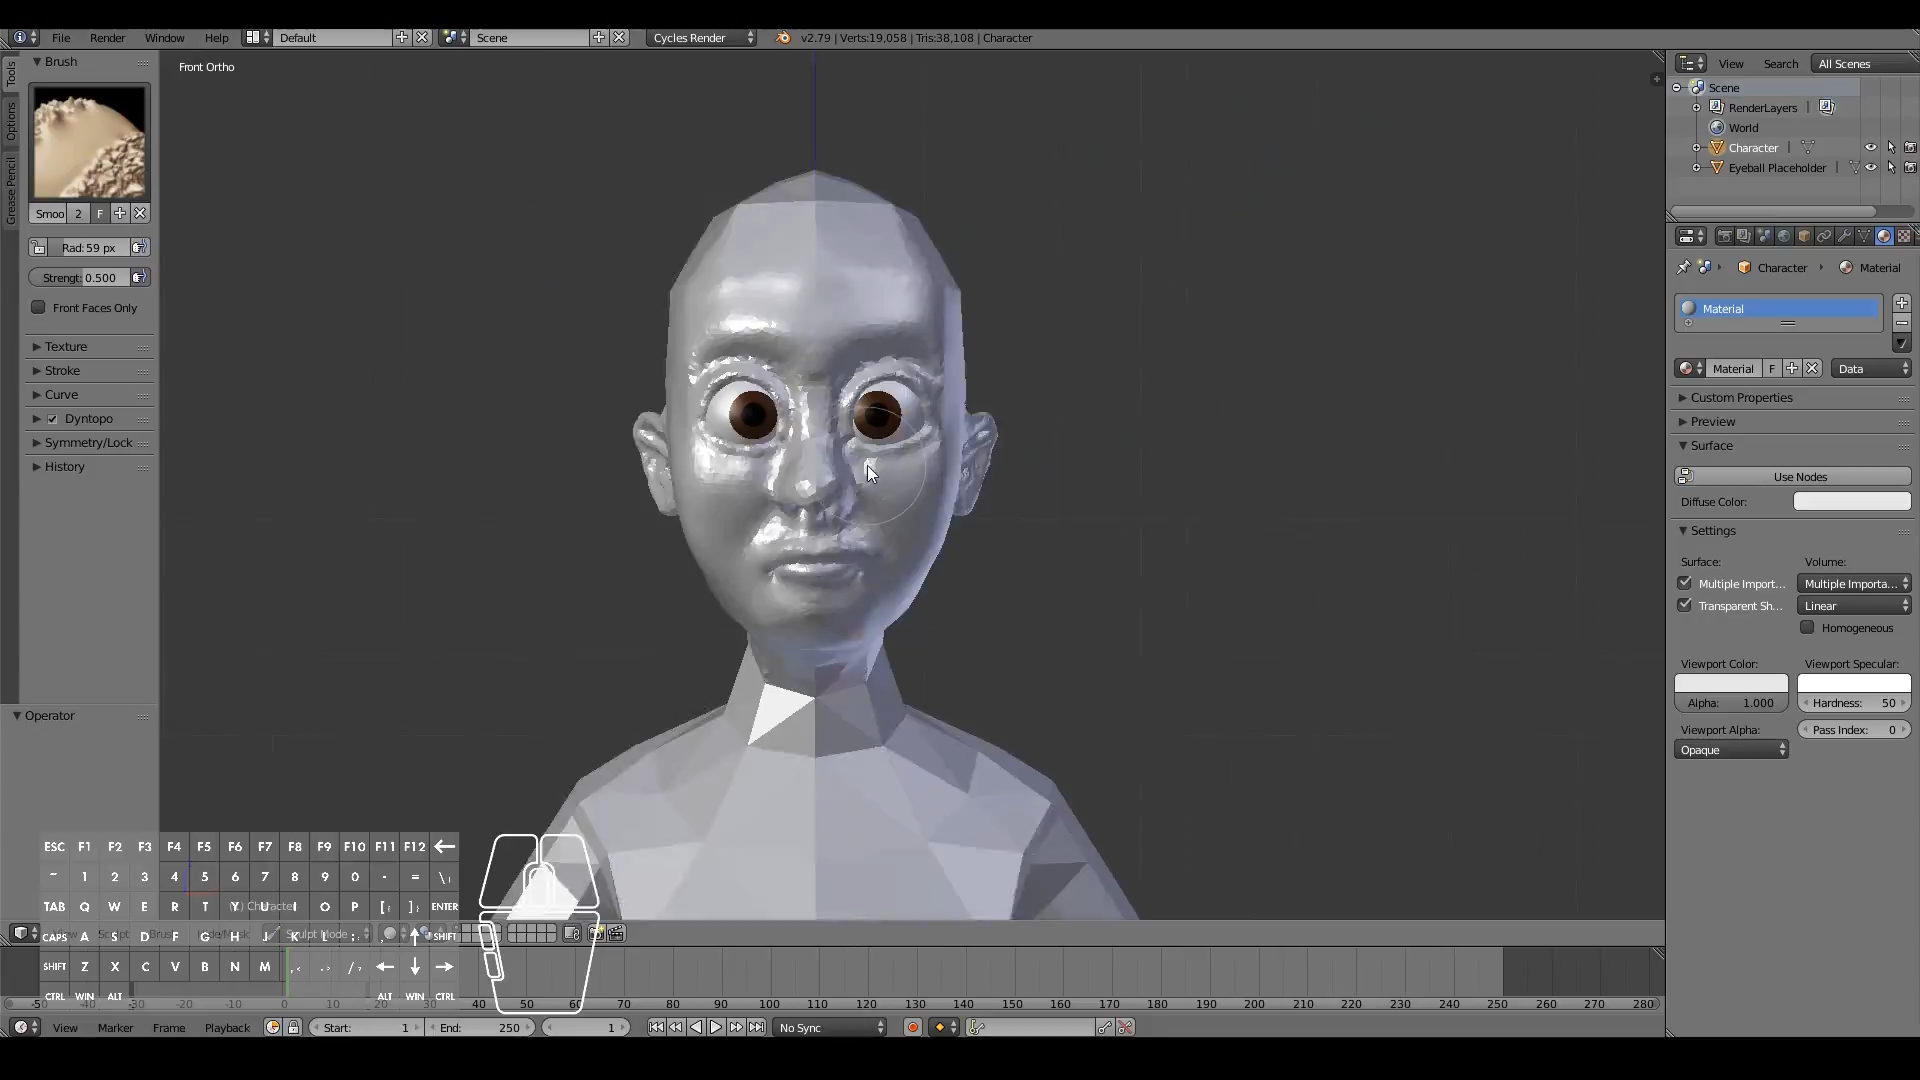 File Render Window Help Default Scene Cycles Render v2.79 | Verts:19,058 | Tris:38,108 | Character
Tools
Options
Grease Pencil
Brush
Smoo 2 F
Rad: 59 px
Strengt: 0.500
Front Faces Only
Texture
Stroke
Curve
Dyntopo
Symmetry/Lock
History
Operator
Front Ortho
View Search All Scenes
Scene
RenderLayers |
World
Character |
Eyeball Placeholder |
Character Material
Material
Material F Data
Custom Properties
Preview
Surface
Use Nodes
Diffuse Color:
Settings
Surface: Volume:
Multiple Import... Multiple Importa...
Transparent Sh... Linear
Homogeneous
Viewport Color: Viewport Specular:
Alpha: 1.000 Hardness: 50
Viewport Alpha: Pass Index: 0
Opaque
ESC F1 F2 F3 F4 F5 F6 F7 F8 F9 F10 F11 F12
~ 1 2 3 4 5 6 7 8 9 0 - = \|
TAB Q W E R T Y U I O P [{ ]} ENTER
Character
CAPS A S D F G H J K L ; SHIFT
Sculpt Mode
SHIFT Z X C V B N M ,< .> /?
CTRL WIN ALT ALT WIN CTRL
-50 -30 -20 -10 0 10 20 30 40 50 60 70 80 90 100 110 120 130 140 150 160 170 180 190 200 210 220 230 240 250 260 270 280
View Marker Frame Playback Start: 1 End: 250 1 No Sync